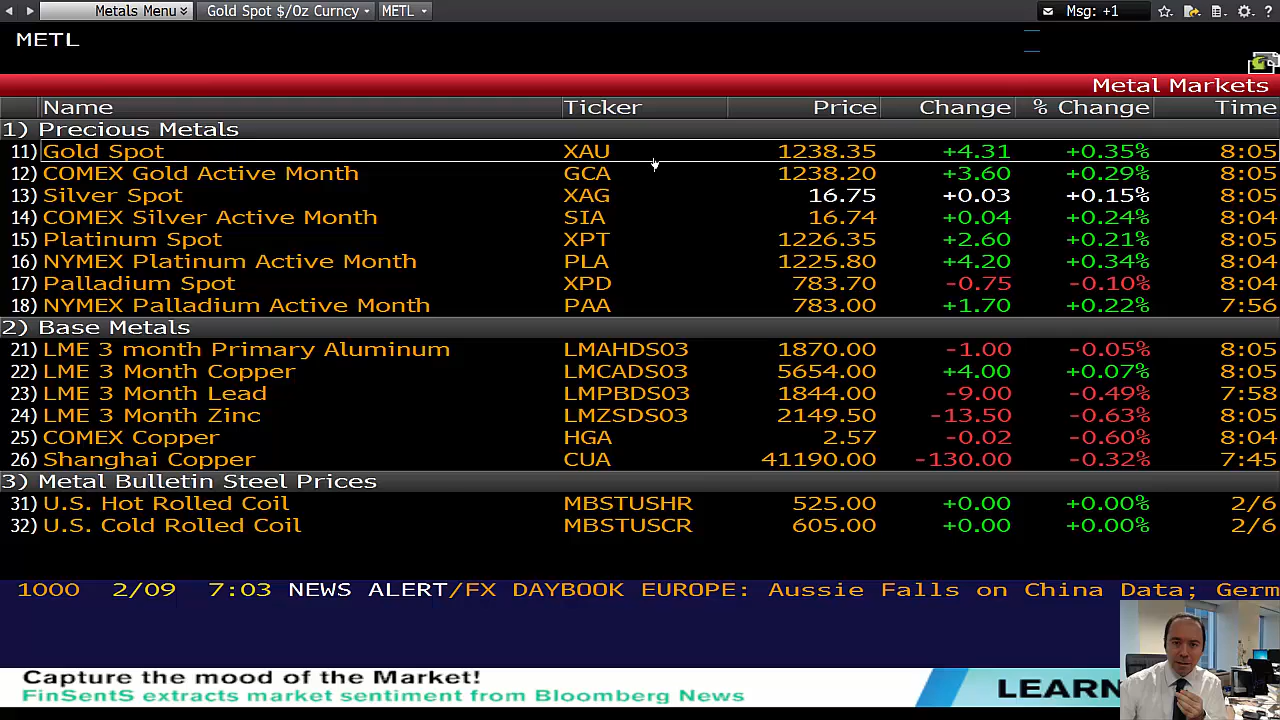 Metals Menu Gold Spot $/Oz Curncy METL Msg: +1 ?
METL
Metal Markets
Name Ticker Price Change % Change Time
1) Precious Metals
11) Gold Spot XAU 1238.35 +4.31 +0.35% 8:05
12) COMEX Gold Active Month GCA 1238.20 +3.60 +0.29% 8:05
13) Silver Spot XAG 16.75 +0.03 +0.15% 8:05
14) COMEX Silver Active Month SIA 16.74 +0.04 +0.24% 8:04
15) Platinum Spot XPT 1226.35 +2.60 +0.21% 8:05
16) NYMEX Platinum Active Month PLA 1225.80 +4.20 +0.34% 8:04
17) Palladium Spot XPD 783.70 -0.75 -0.10% 8:04
18) NYMEX Palladium Active Month PAA 783.00 +1.70 +0.22% 7:56
2) Base Metals
21) LME 3 month Primary Aluminum LMAHDS03 1870.00 -1.00 -0.05% 8:05
22) LME 3 Month Copper LMCADS03 5654.00 +4.00 +0.07% 8:05
23) LME 3 Month Lead LMPBDS03 1844.00 -9.00 -0.49% 7:58
24) LME 3 Month Zinc LMZSDS03 2149.50 -13.50 -0.63% 8:05
25) COMEX Copper HGA 2.57 -0.02 -0.60% 8:04
26) Shanghai Copper CUA 41190.00 -130.00 -0.32% 7:45
3) Metal Bulletin Steel Prices
31) U.S. Hot Rolled Coil MBSTUSHR 525.00 +0.00 +0.00% 2/6
32) U.S. Cold Rolled Coil MBSTUSCR 605.00 +0.00 +0.00% 2/6
1000 2/09 7:03 NEWS ALERT/FX DAYBOOK EUROPE: Aussie Falls on China Data; Germ
Capture the mood of the Market!
FinSentS extracts market sentiment from Bloomberg News
LEARN